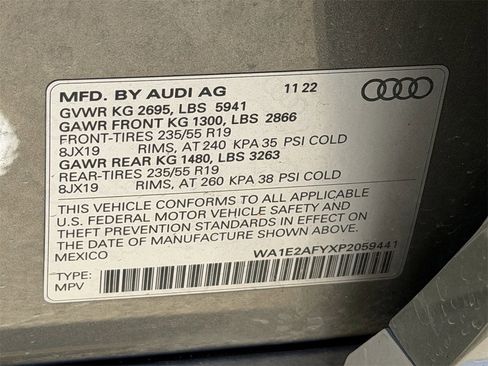 MFD. BY AUDI AG 11 22
GVWR KG 2695, LBS 5941
GAWR FRONT KG 1300, LBS 2866
FRONT-TIRES 235/55 R19
8JX19 RIMS, AT 240 KPA 35 PSI COLD
GAWR REAR KG 1480, LBS 3263
REAR-TIRES 235/55 R19
8JX19 RIMS, AT 260 KPA 38 PSI COLD
THIS VEHICLE CONFORMS TO ALL APPLICABLE
U.S. FEDERAL MOTOR VEHICLE SAFETY AND
THEFT PREVENTION STANDARDS IN EFFECT ON
DATE OF MANUFACTURE SHOWN ABOVE.
MEXICO
WA1E2AFYXP2059441
TYPE:
MPV